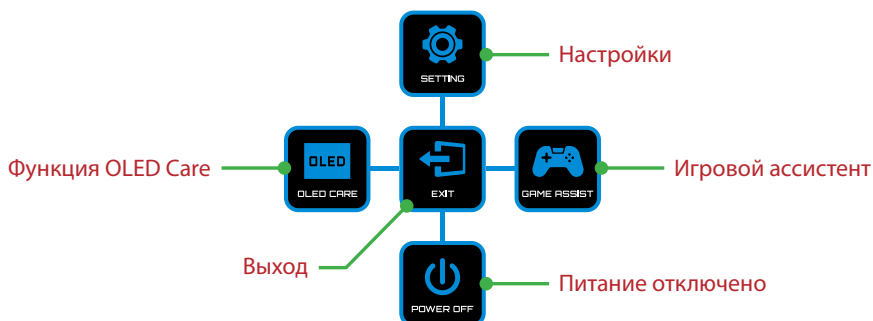 SETTING
Настройки
Функция OLED Care
OLED
OLED CARE
EXIT
GAME ASSIST
Игровой ассистент
Выход
POWER OFF
Питание отключено